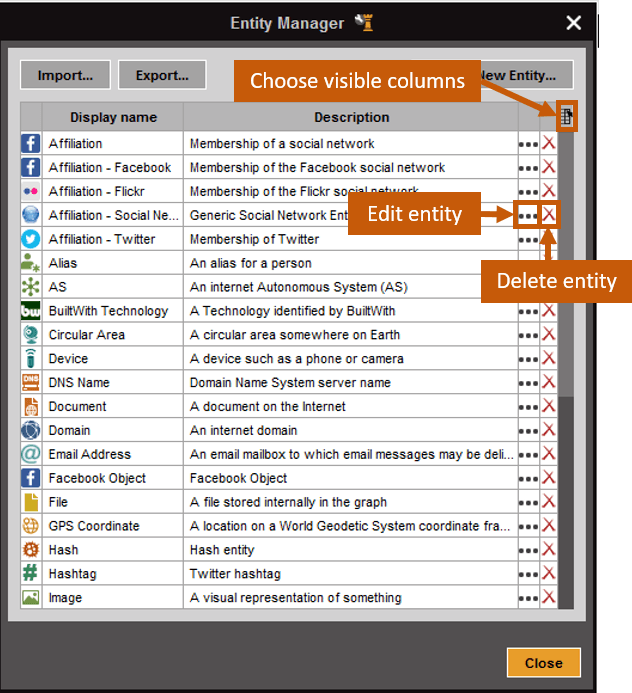 Entity Manager
Import... Export... New Entity...
Choose visible columns
Display name Description
Affiliation Membership of a social network
Affiliation - Facebook Membership of the Facebook social network
Affiliation - Flickr Membership of the Flickr social network
Affiliation - Social Ne... Generic Social Network Ent
Edit entity
Affiliation - Twitter Membership of Twitter
Alias An alias for a person
Delete entity
AS An internet Autonomous System (AS)
bw BuiltWith Technology A Technology identified by BuiltWith
Circular Area A circular area somewhere on Earth
Device A device such as a phone or camera
DNS DNS Name Domain Name System server name
Document A document on the Internet
Domain An internet domain
@ Email Address An email mailbox to which email messages may be deli...
Facebook Object Facebook Object
File A file stored internally in the graph
GPS Coordinate A location on a World Geodetic System coordinate fra...
Hash Hash entity
# Hashtag Twitter hashtag
Image A visual representation of something
Close